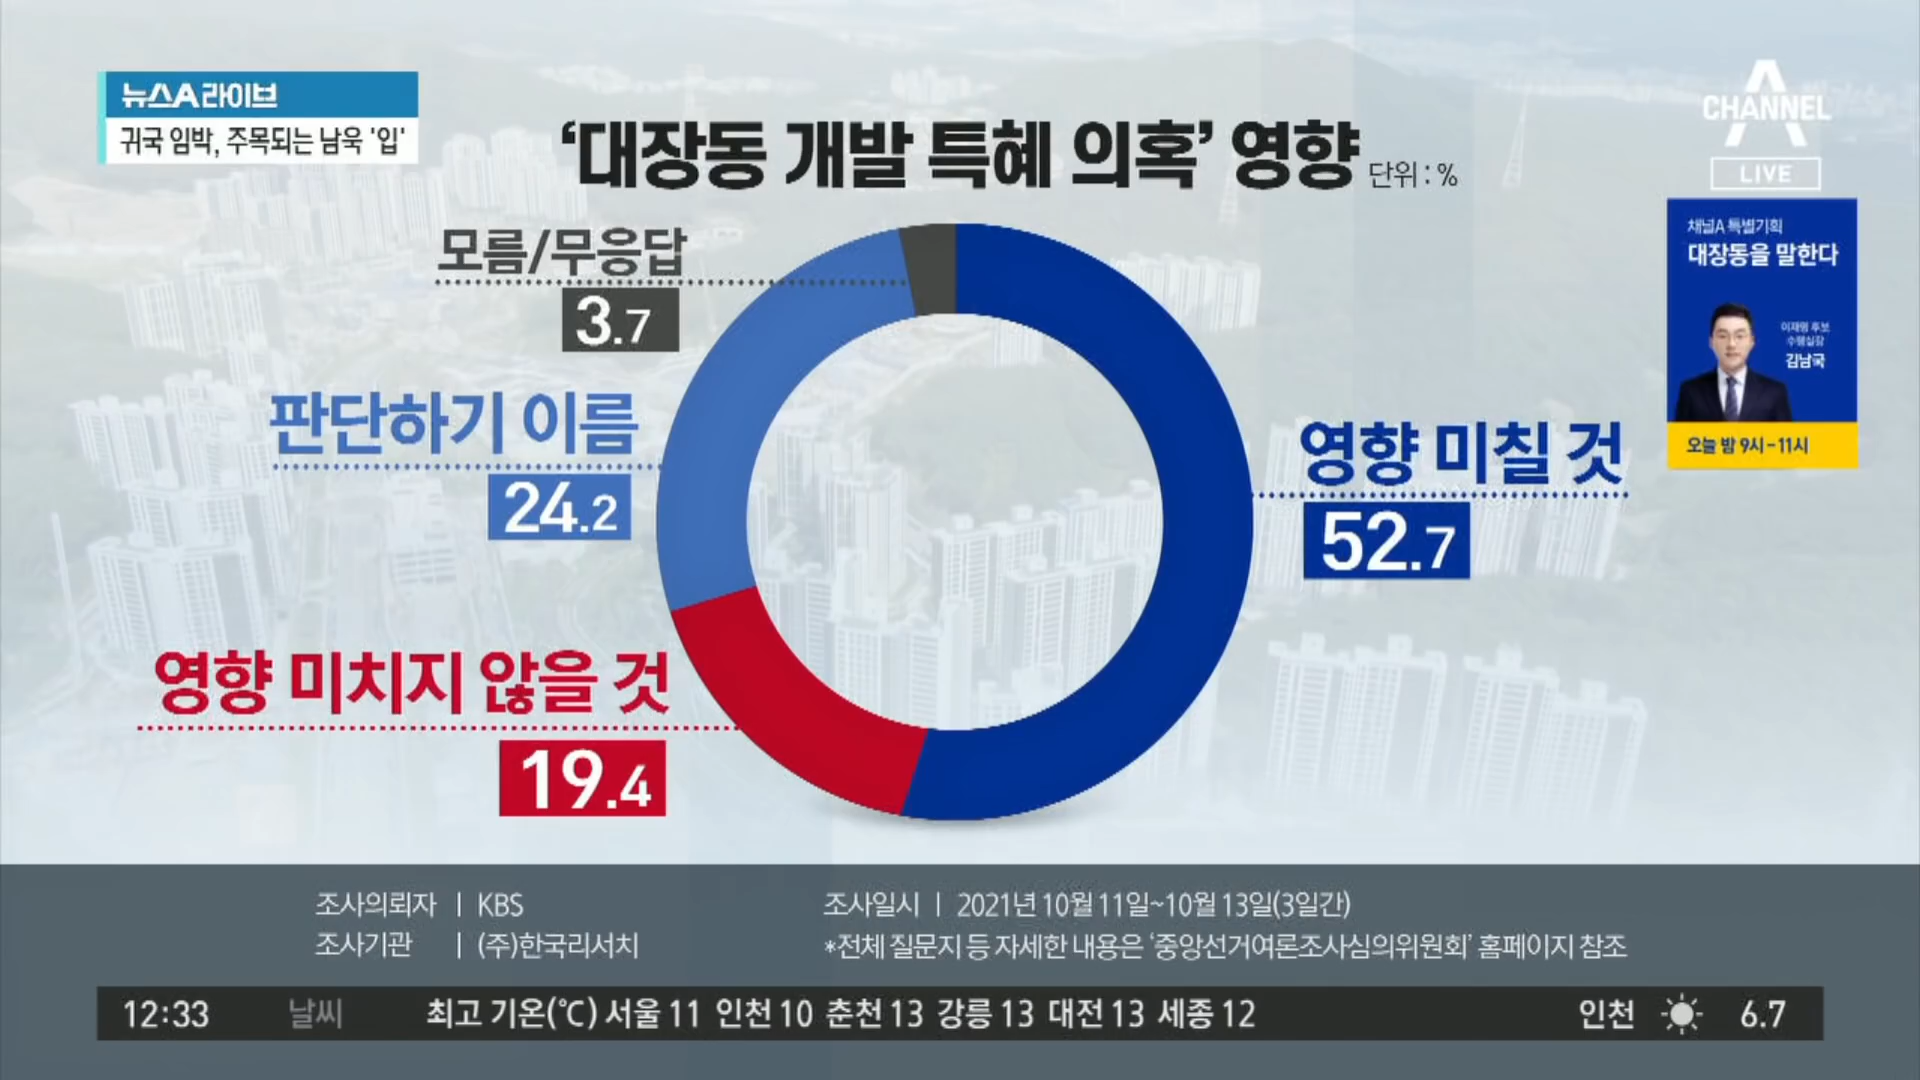 뉴스A 라이브
귀국 임박, 주목되는 남욱 '입'
'대장동 개발 특혜 의혹' 영향 단위 : %
CHANNEL A
LIVE
채널A 특별기획
대장동을 말한다
이재명 후보
수행실장
김남국
오늘 밤 9시-11시
모름/무응답
3.7
판단하기 이름
24.2
영향 미칠 것
52.7
영향 미치지 않을 것
19.4
조사의뢰자 | KBS
조사기관 | (주)한국리서치
조사일시 | 2021년 10월 11일~10월 13일(3일간)
*전체 질문지 등 자세한 내용은 '중앙선거여론조사심의위원회' 홈페이지 참조
12:33 날씨 최고 기온(℃) 서울 11 인천 10 춘천 13 강릉 13 대전 13 세종 12 인천 6.7